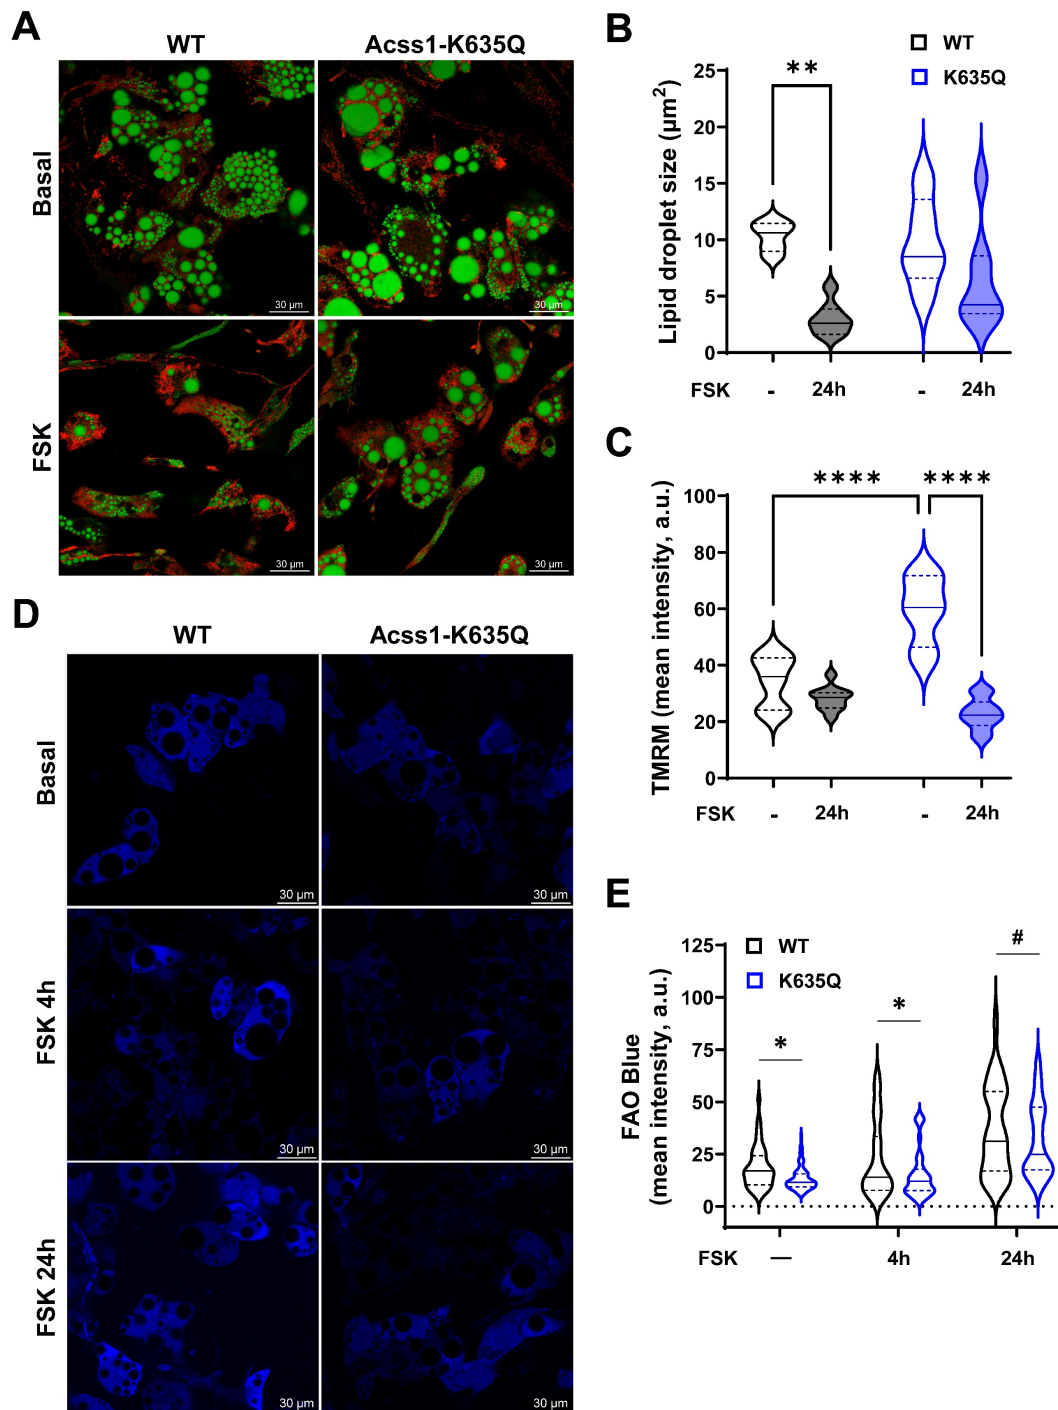 A
WT
Acss1-K635Q
Basal
30 µm
30 µm
FSK
30 µm
30 µm
B
WT
K635Q
**
Lipid droplet size (µm²)
25
20
15
10
5
0
FSK
-
24h
-
24h
C
****
****
TMRM (mean intensity, a.u.)
100
80
60
40
20
0
FSK
-
24h
-
24h
D
WT
Acss1-K635Q
Basal
30 µm
30 µm
FSK 4h
30 µm
30 µm
FSK 24h
30 µm
30 µm
E
WT
K635Q
*
*
#
FAO Blue
(mean intensity, a.u.)
125
100
75
50
25
0
FSK
—
4h
24h